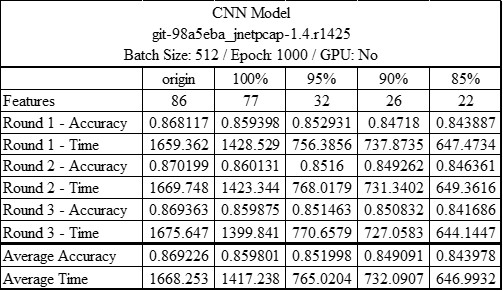 CNN Model
git-98a5eba_jnetpcap-1.4.r1425
Batch Size: 512 / Epoch: 1000 / GPU: No
origin 100% 95% 90% 85%
Features 86 77 32 26 22
Round 1 - Accuracy 0.868117 0.859398 0.852931 0.84718 0.843887
Round 1 - Time 1659.362 1428.529 756.3856 737.8735 647.4734
Round 2 - Accuracy 0.870199 0.860131 0.8516 0.849262 0.846361
Round 2 - Time 1669.748 1423.344 768.0179 731.3402 649.3616
Round 3 - Accuracy 0.869363 0.859875 0.851463 0.850832 0.841686
Round 3 - Time 1675.647 1399.841 770.6579 727.0583 644.1447
Average Accuracy 0.869226 0.859801 0.851998 0.849091 0.843978
Average Time 1668.253 1417.238 765.0204 732.0907 646.9932